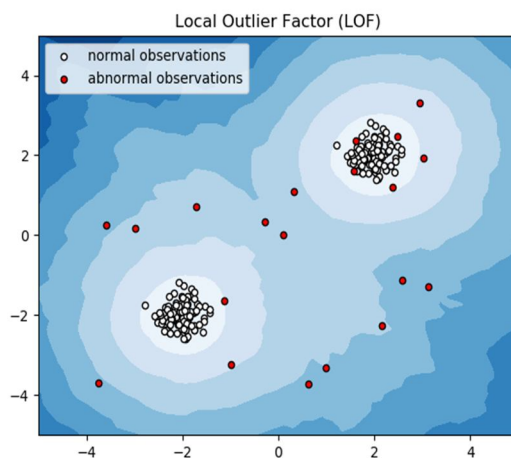 Local Outlier Factor (LOF)
normal observations
abnormal observations
4
2
0
−2
−4
−4 −2 0 2 4